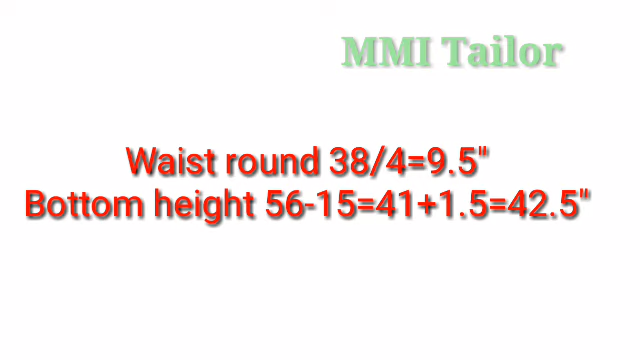 MMI Tailor
Waist round 38/4=9.5"
Bottom height 56-15=41+1.5=42.5"